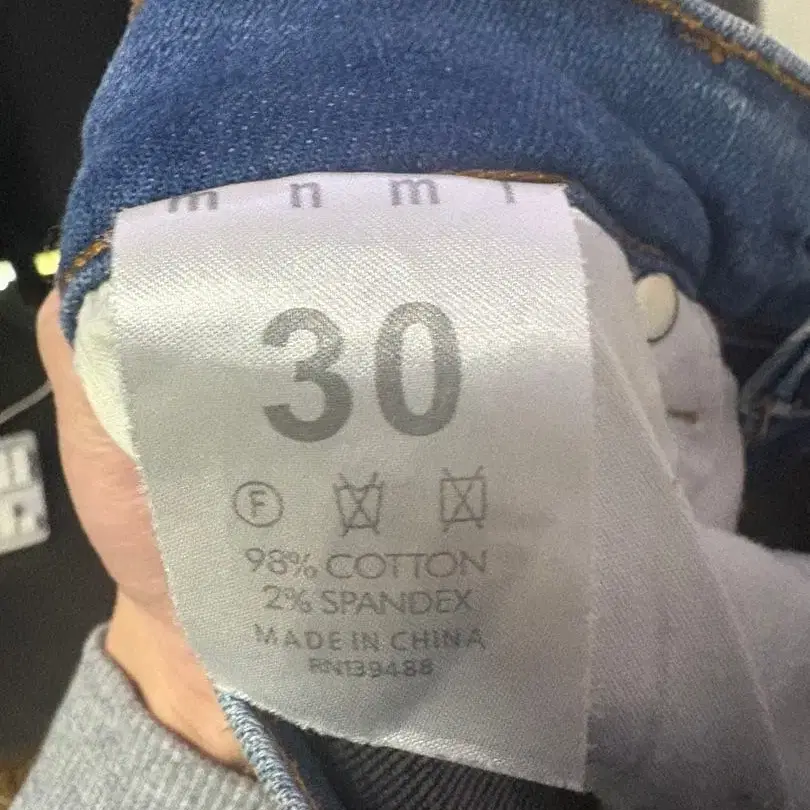 m n m l
30
F
98% COTTON
2% SPANDEX
MADE IN CHINA
RN139488